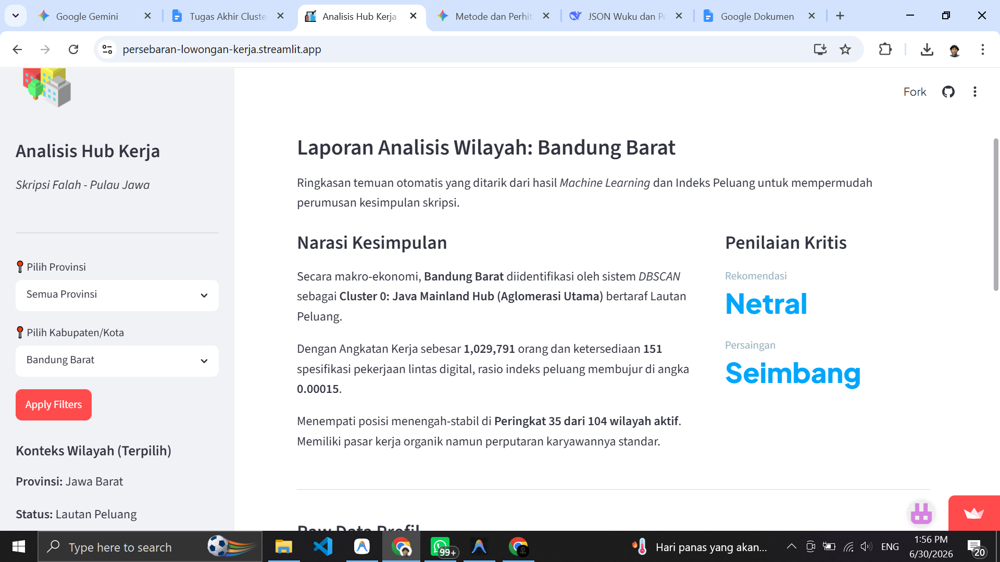 Google Gemini
Tugas Akhir Cluste
Analisis Hub Kerja
Metode dan Perhit
JSON Wuku dan Pe
Google Dokumen
persebaran-lowongan-kerja.streamlit.app
Fork
Analisis Hub Kerja
Skripsi Falah - Pulau Jawa
Pilih Provinsi
Semua Provinsi
Pilih Kabupaten/Kota
Bandung Barat
Apply Filters
Konteks Wilayah (Terpilih)
Provinsi: Jawa Barat
Status: Lautan Peluang
Laporan Analisis Wilayah: Bandung Barat
Ringkasan temuan otomatis yang ditarik dari hasil Machine Learning dan Indeks Peluang untuk mempermudah
perumusan kesimpulan skripsi.
Narasi Kesimpulan
Secara makro-ekonomi, Bandung Barat diidentifikasi oleh sistem DBSCAN
sebagai Cluster 0: Java Mainland Hub (Aglomerasi Utama) bertaraf Lautan
Peluang.
Dengan Angkatan Kerja sebesar 1,029,791 orang dan ketersediaan 151
spesifikasi pekerjaan lintas digital, rasio indeks peluang membujur di angka
0.00015.
Menempati posisi menengah-stabil di Peringkat 35 dari 104 wilayah aktif.
Memiliki pasar kerja organik namun perputaran karyawannya standar.
Penilaian Kritis
Rekomendasi
Netral
Persaingan
Seimbang
Raw Data Profil
Type here to search
99+
Hari panas yang akan...
ENG
1:56 PM
6/30/2026
20